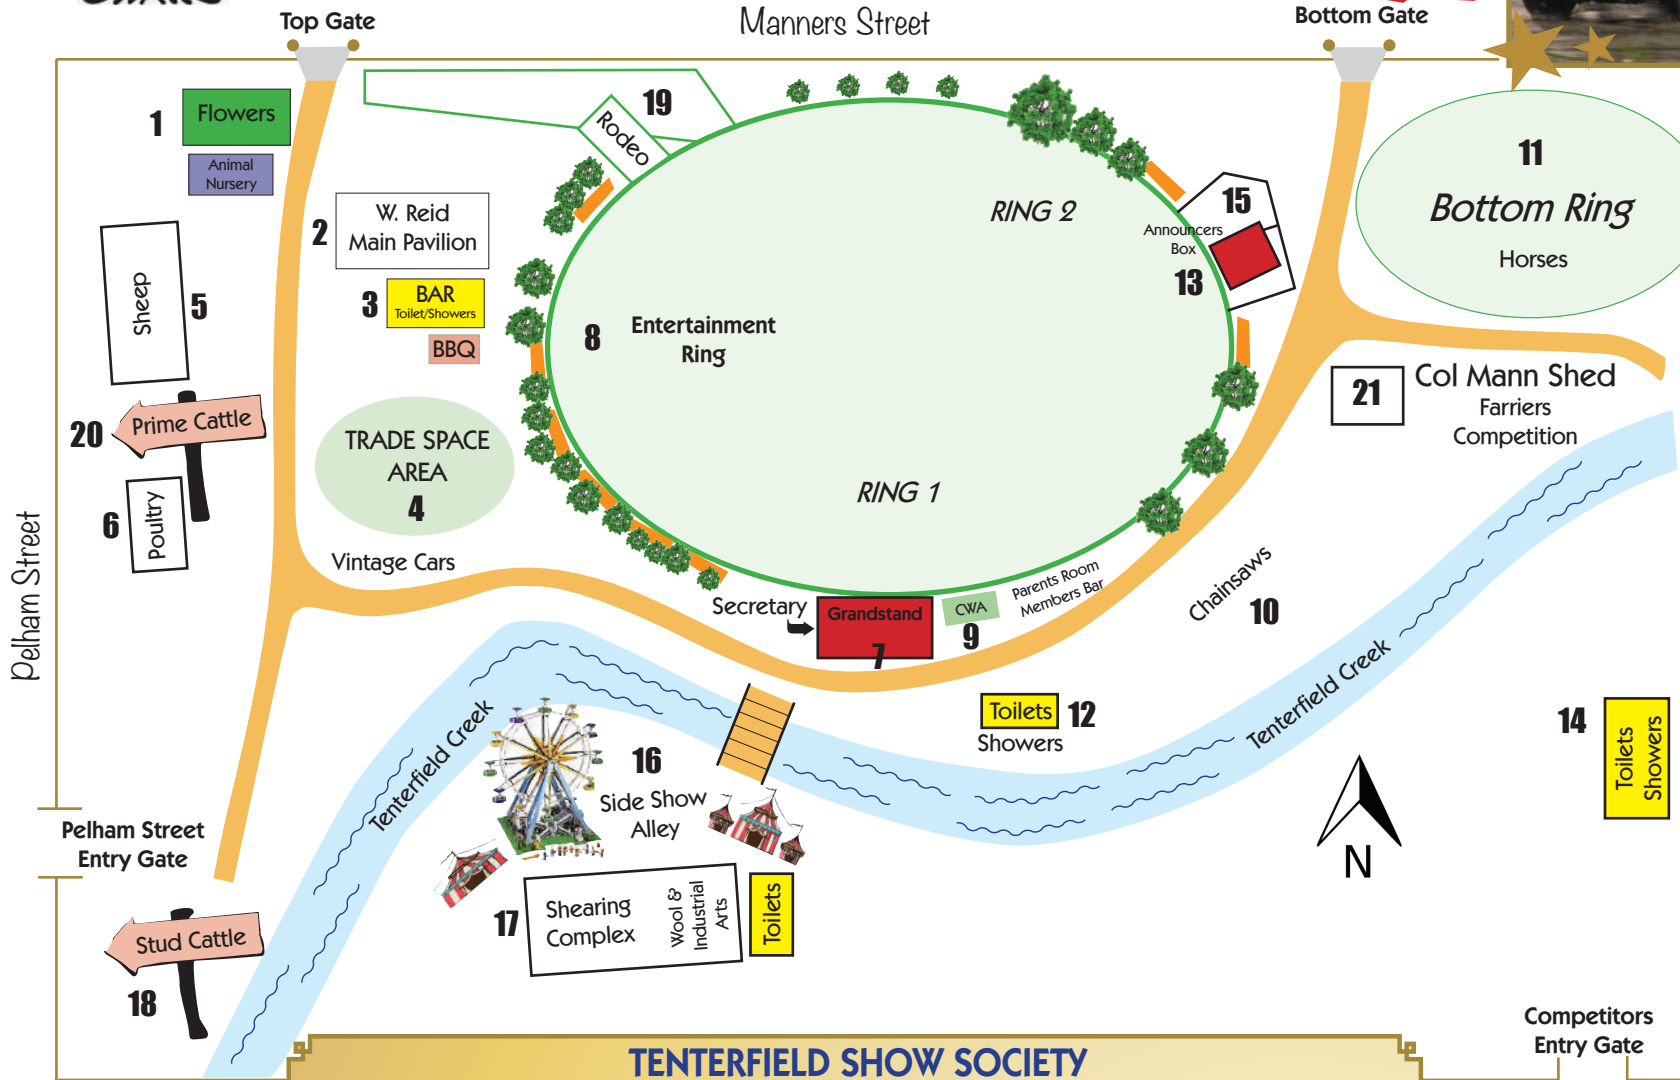 Manners Street
Top Gate
Bottom Gate
1
Flowers
Animal
Nursery
19
Rodeo
2
W. Reid
Main Pavilion
3
BAR
Toilet/Showers
BBQ
Sheep
5
20
Prime Cattle
6
Poultry
TRADE SPACE
AREA
4
Vintage Cars
8
Entertainment
Ring
RING 2
RING 1
15
Announcers
Box
13
11
Bottom Ring
Horses
21
Col Mann Shed
Farriers
Competition
Pelham Street
Secretary
Grandstand
7
CWA
9
Parents Room
Members Bar
Chainsaws
10
Tenterfield Creek
Tenterfield Creek
Toilets
12
Showers
14
Toilets
Showers
16
Side Show
Alley
N
Pelham Street
Entry Gate
17
Shearing
Complex
Wool &
Industrial
Arts
Toilets
Stud Cattle
18
Competitors
Entry Gate
TENTERFIELD SHOW SOCIETY